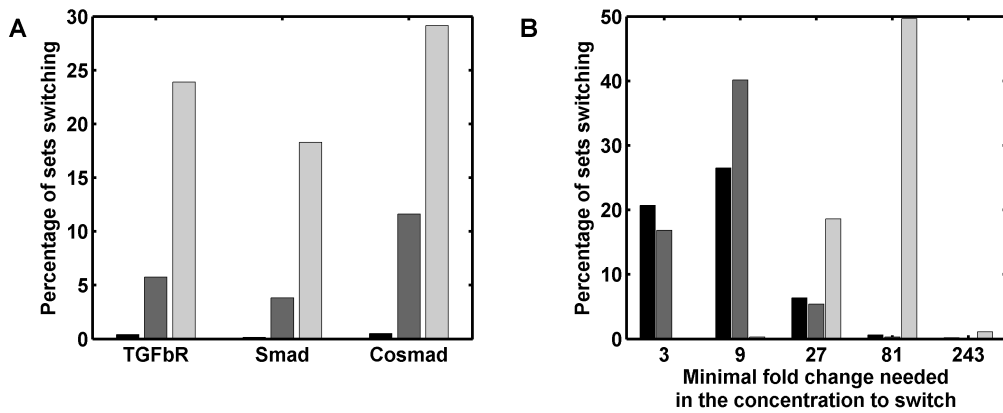 A
Percentage of sets switching
30
25
20
15
10
5
0
TGFbR Smad Cosmad
B
Percentage of sets switching
50
40
30
20
10
0
3 9 27 81 243
Minimal fold change needed
in the concentration to switch